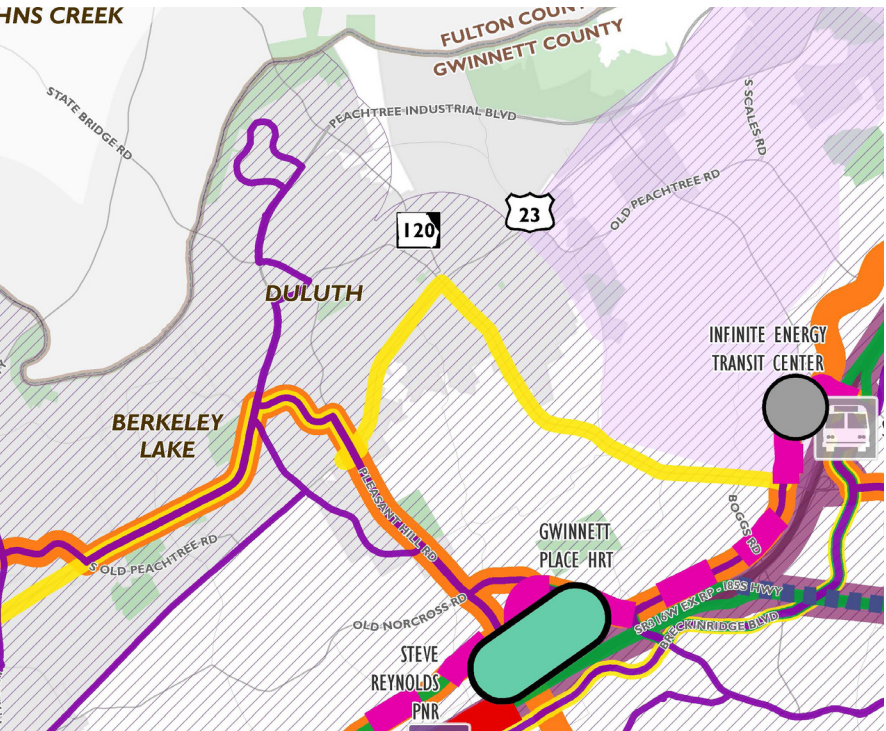 HNS CREEK
FULTON COUN
GWINNETT COUNTY
STATE BRIDGE RD
PEACHTREE INDUSTRIAL BLVD
S SCALES RD
OLD PEACHTREE RD
120
23
DULUTH
INFINITE ENERGY
TRANSIT CENTER
BERKELEY
LAKE
PLEASANT HILL RD
BOGGS RD
S OLD PEACHTREE RD
GWINNETT
PLACE HRT
SR316W EX RP - I85S HWY
BRECKINRIDGE BLVD
OLD NORCROSS RD
STEVE
REYNOLDS
PNR